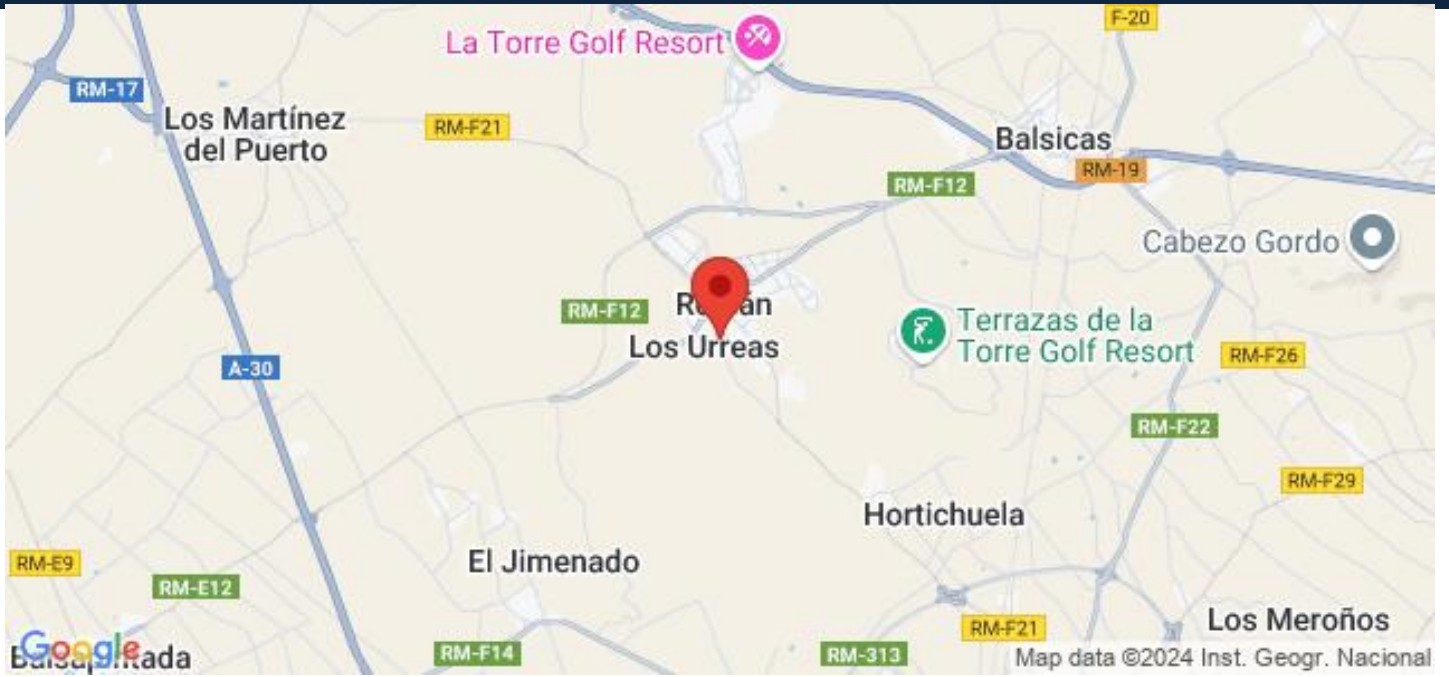 F-20
La Torre Golf Resort
RM-17
Los Martínez
del Puerto
RM-F21
Balsicas
RM-19
RM-F12
Cabezo Gordo
RM-F12
Los Urreas
Terrazas de la
Torre Golf Resort
RM-F26
A-30
RM-F22
RM-F29
Hortichuela
El Jimenado
RM-E9
RM-E12
RM-F21
Los Meroños
Google
RM-F14
RM-313
Map data ©2024 Inst. Geogr. Nacional